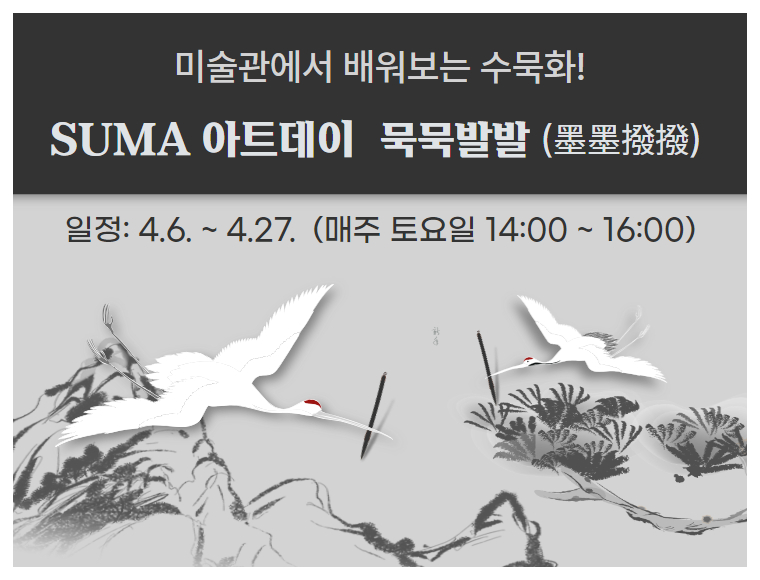 미술관에서 배워보는 수묵화!
SUMA 아트데이 묵묵발발 (墨墨撥撥)
일정: 4.6. ~ 4.27. (매주 토요일 14:00 ~ 16:00)